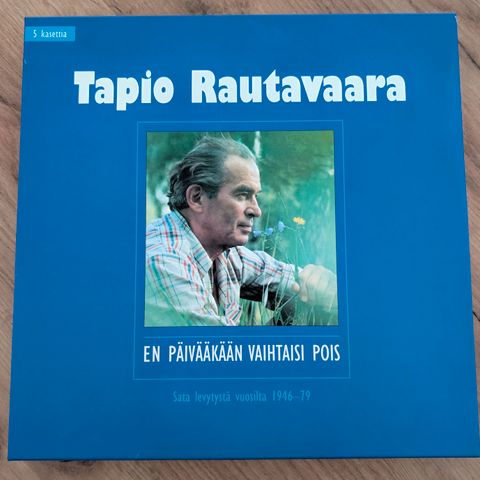 5 kasettia
Tapio Rautavaara
EN PÄIVÄÄKÄÄN VAIHTAISI POIS
Sata levytystä vuosilta 1946–79